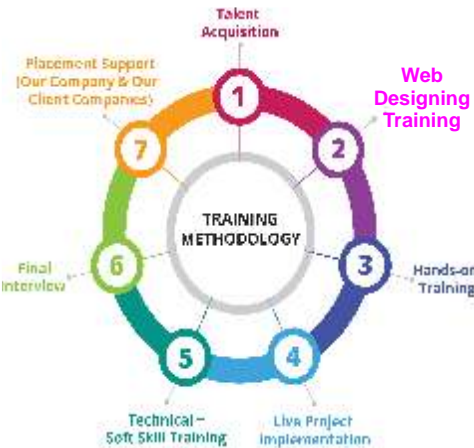 Talent
Acquisition
1
Web
Designing
Training
2
Hands-on
Training
3
Live Project
Implementation
4
Technical –
Soft Skill Training
5
Final
Interview
6
Placement Support
(Our Company & Our
Client Companies)
7
TRAINING
METHODOLOGY